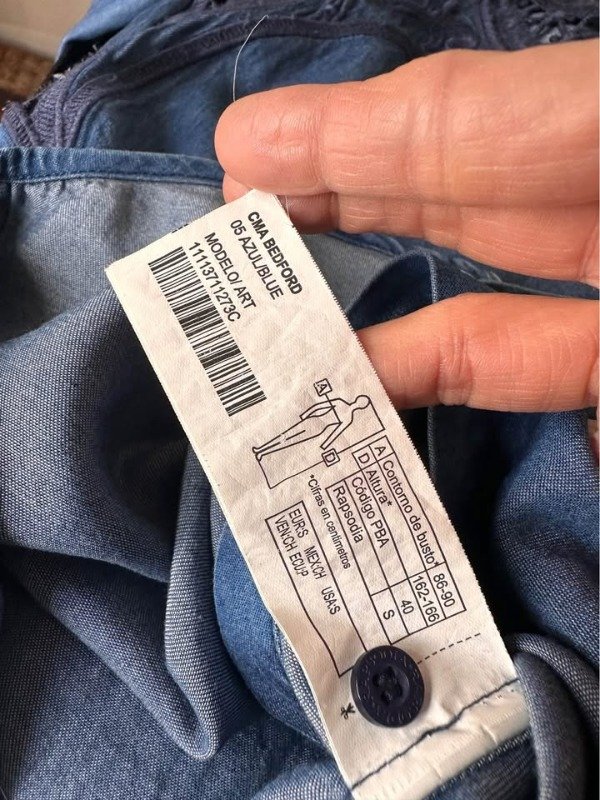 CMA BEDFORD
05 AZUL/BLUE
MODELO/ ART
11113711273C
A
D
A Contorno de busto* 86-90
D Altura* 162-166
Código PBA 40
Rapsodia S
*Cifras en centímetros
EUR:S MEX:CH USA:S
VEN:CH ECU:P